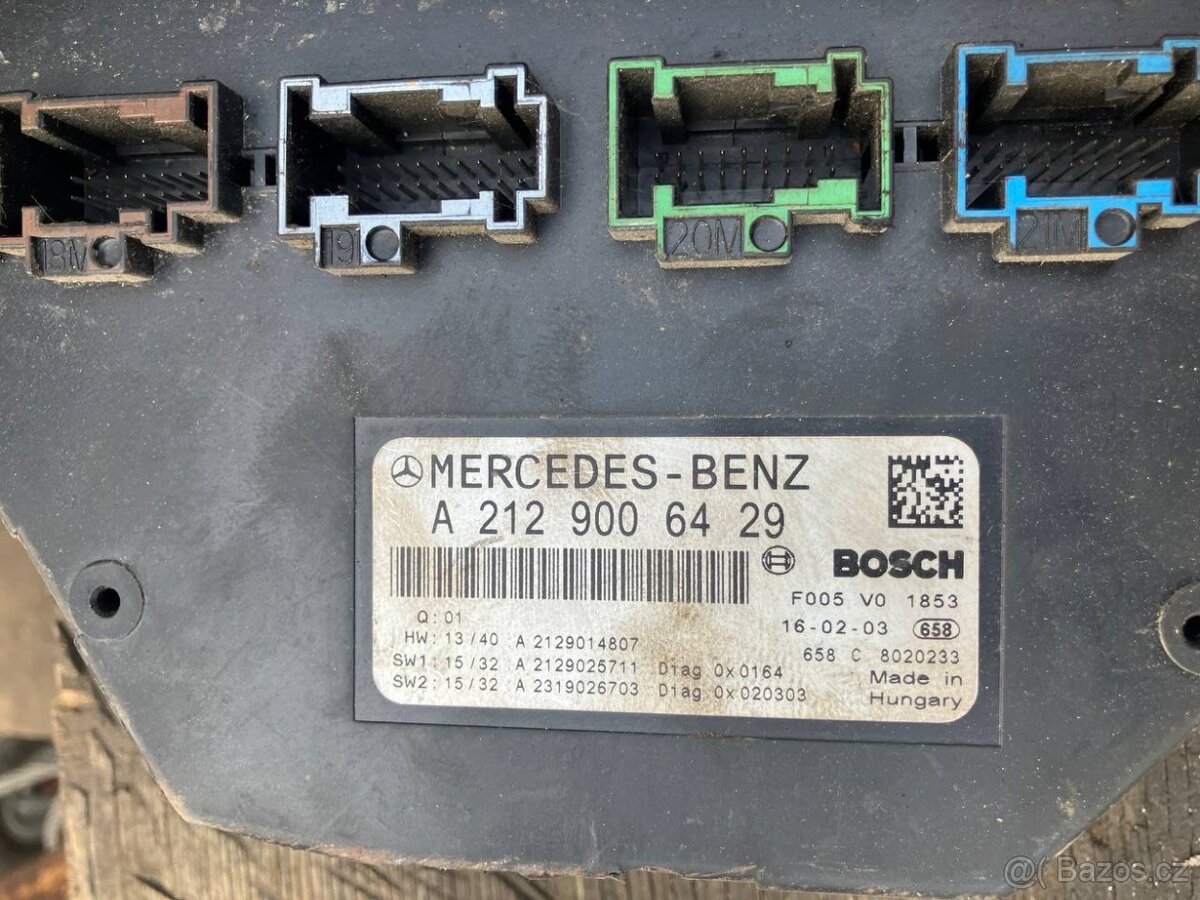 18M 19 20M 21M
MERCEDES-BENZ
A 212 900 64 29
BOSCH
F005 V0 1853
Q:01
16-02-03 658
HW:13/40:A 2129014807
658 C 8020233
SW1:15/32:A 2129025711 Diag 0x0164
Made in
SW2:15/32:A 2319026703 Diag 0x020303
Hungary
@( Bazos.cz